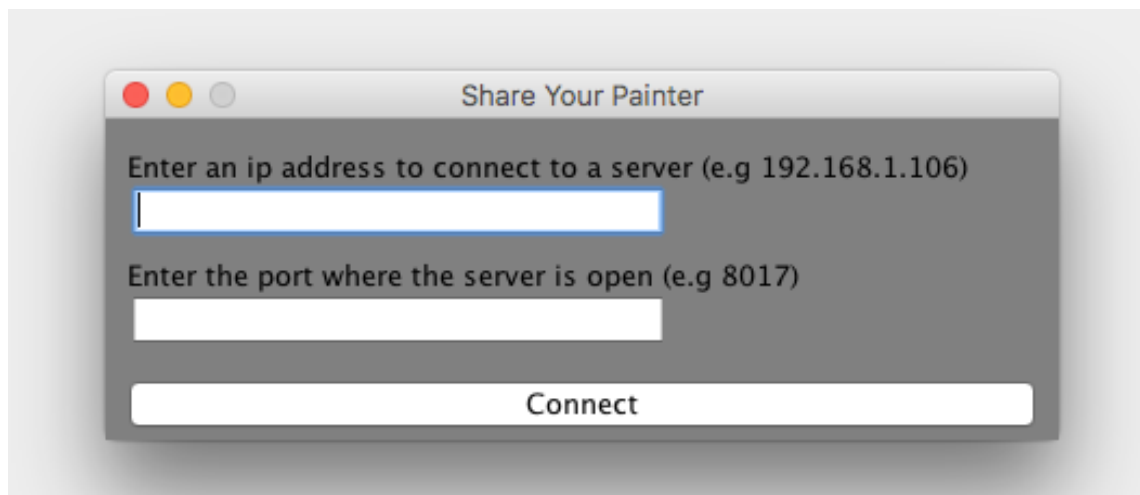 Share Your Painter
Enter an ip address to connect to a server (e.g 192.168.1.106)
Enter the port where the server is open (e.g 8017)
Connect